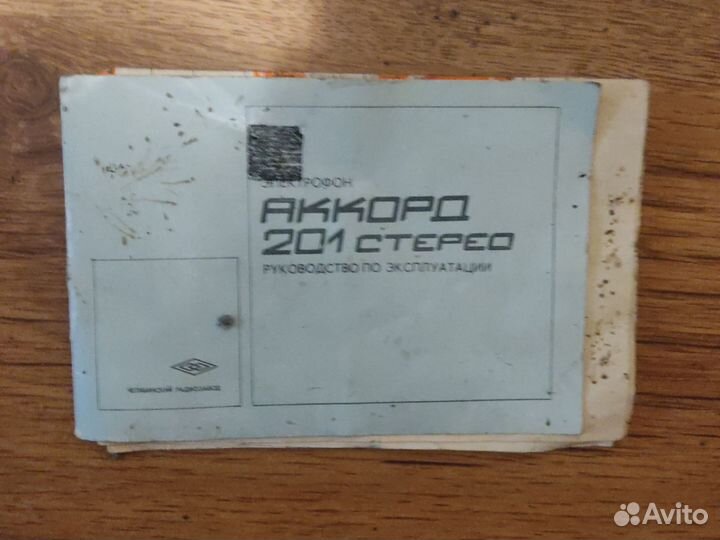 ЭЛЕКТРОФОН
АККОРД
201 СТЕРЕО
РУКОВОДСТВО ПО ЭКСПЛУАТАЦИИ
ЧЕЛЯБИНСКИЙ РАДИОЗАВОД
Avito